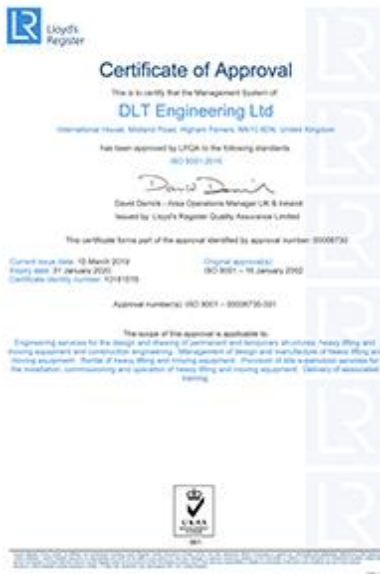 LR
Lloyd's
Register
Certificate of Approval
This is to certify that the Management System of
DLT Engineering Ltd
International House, Midland Road, Higham Ferrers, United Kingdom
has been approved by LRQA to the following standards
ISO 9001:2015
David Derrick - Area Operations Manager UK & Ireland
Issued by: Lloyd's Register Quality Assurance Limited
This certificate forms part of the approval identified by approval number:
Current issue date: March 2019
Expiry date: 31 January 2020
Certificate identity number:
Original approval(s):
ISO 9001 – January 2002
Approval number(s): ISO 9001 –
The scope of this approval is applicable to:
Engineering services for the design and drawing of permanent and temporary structures, heavy lifting and
moving equipment and construction engineering. Management of design and manufacture of heavy lifting and
moving equipment. Rental of heavy lifting and moving equipment. Provision of site supervision services for
the installation, commissioning and operation of heavy lifting and moving equipment. Delivery of associated
training.
UKAS
001